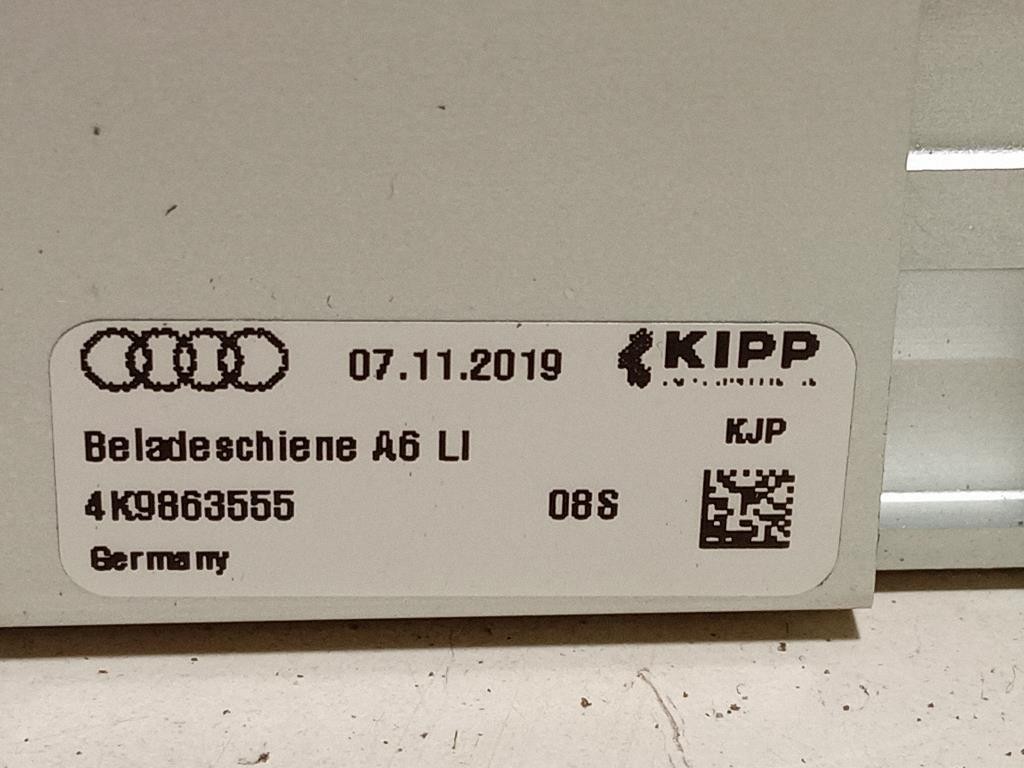 07.11.2019 KIPP
KJP
Beladeschiene A6 LI
4K9863555 08S
Germany